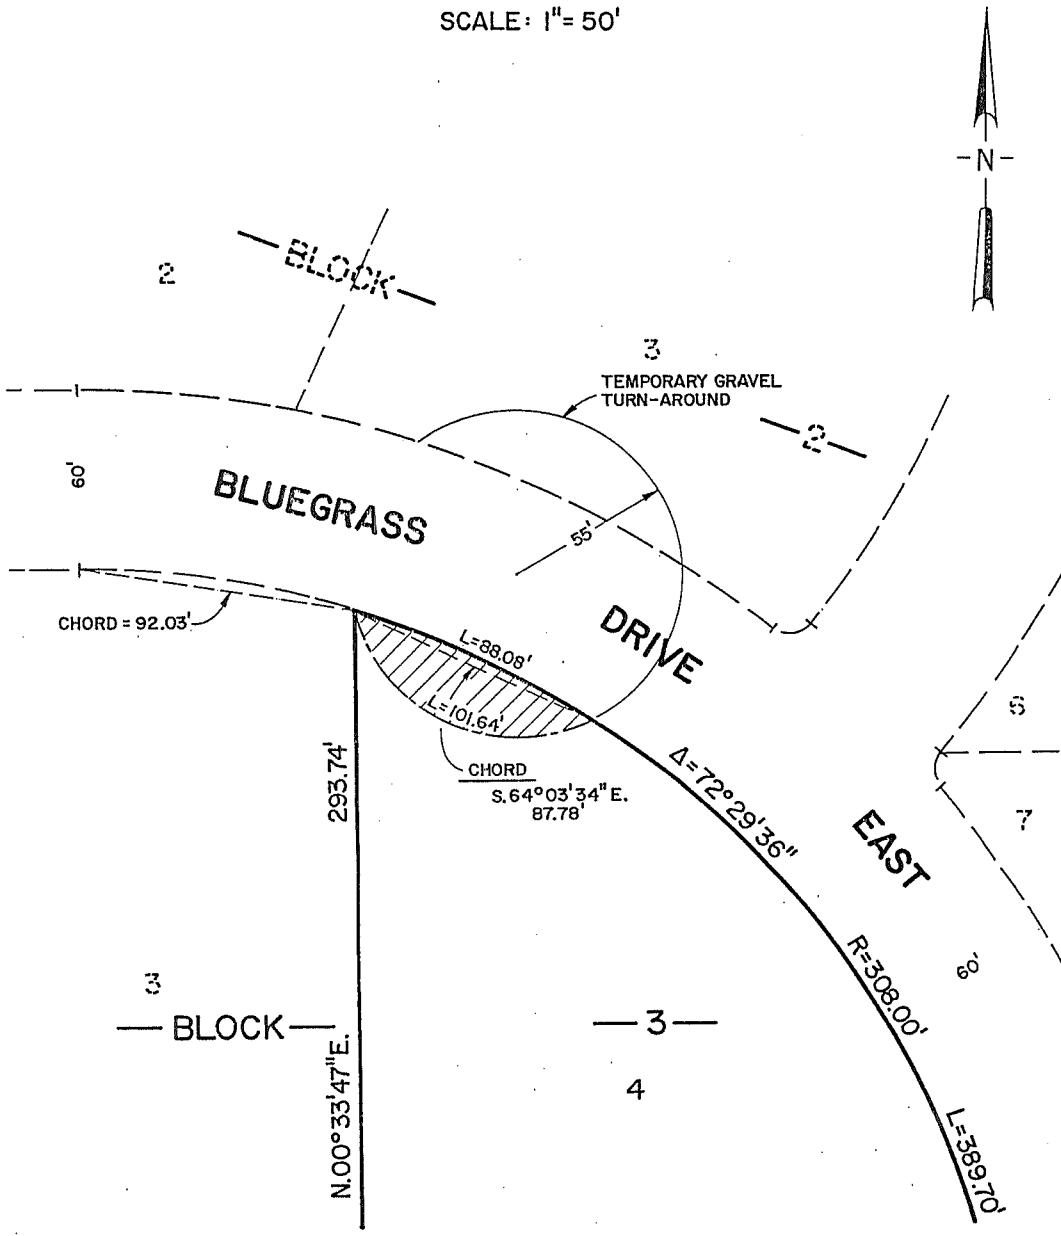 SCALE: 1"= 50'
-N-
BLOCK
2
3
TEMPORARY GRAVEL
TURN-AROUND
2
60'
BLUEGRASS
55'
CHORD = 92.03'
L=88.08'
DRIVE
L=101.64'
6
293.74'
CHORD
S.64°03'34"E.
87.78'
Δ=72°29'36"
7
EAST
R=308.00'
60'
3
BLOCK
3
N.00°33'47"E.
4
L=389.70'